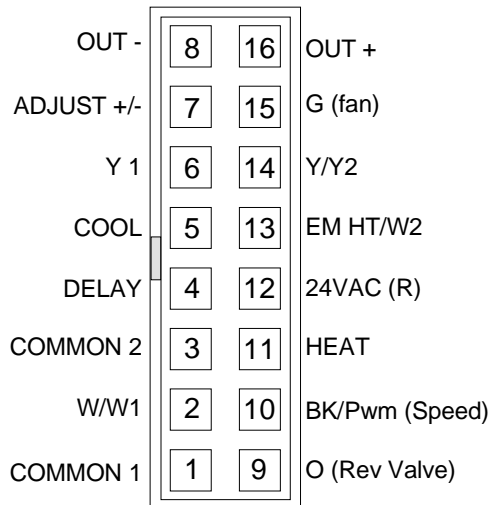 OUT - 8 16 OUT +
ADJUST +/- 7 15 G (fan)
Y 1 6 14 Y/Y2
COOL 5 13 EM HT/W2
DELAY 4 12 24VAC (R)
COMMON 2 3 11 HEAT
W/W1 2 10 BK/Pwm (Speed)
COMMON 1 1 9 O (Rev Valve)